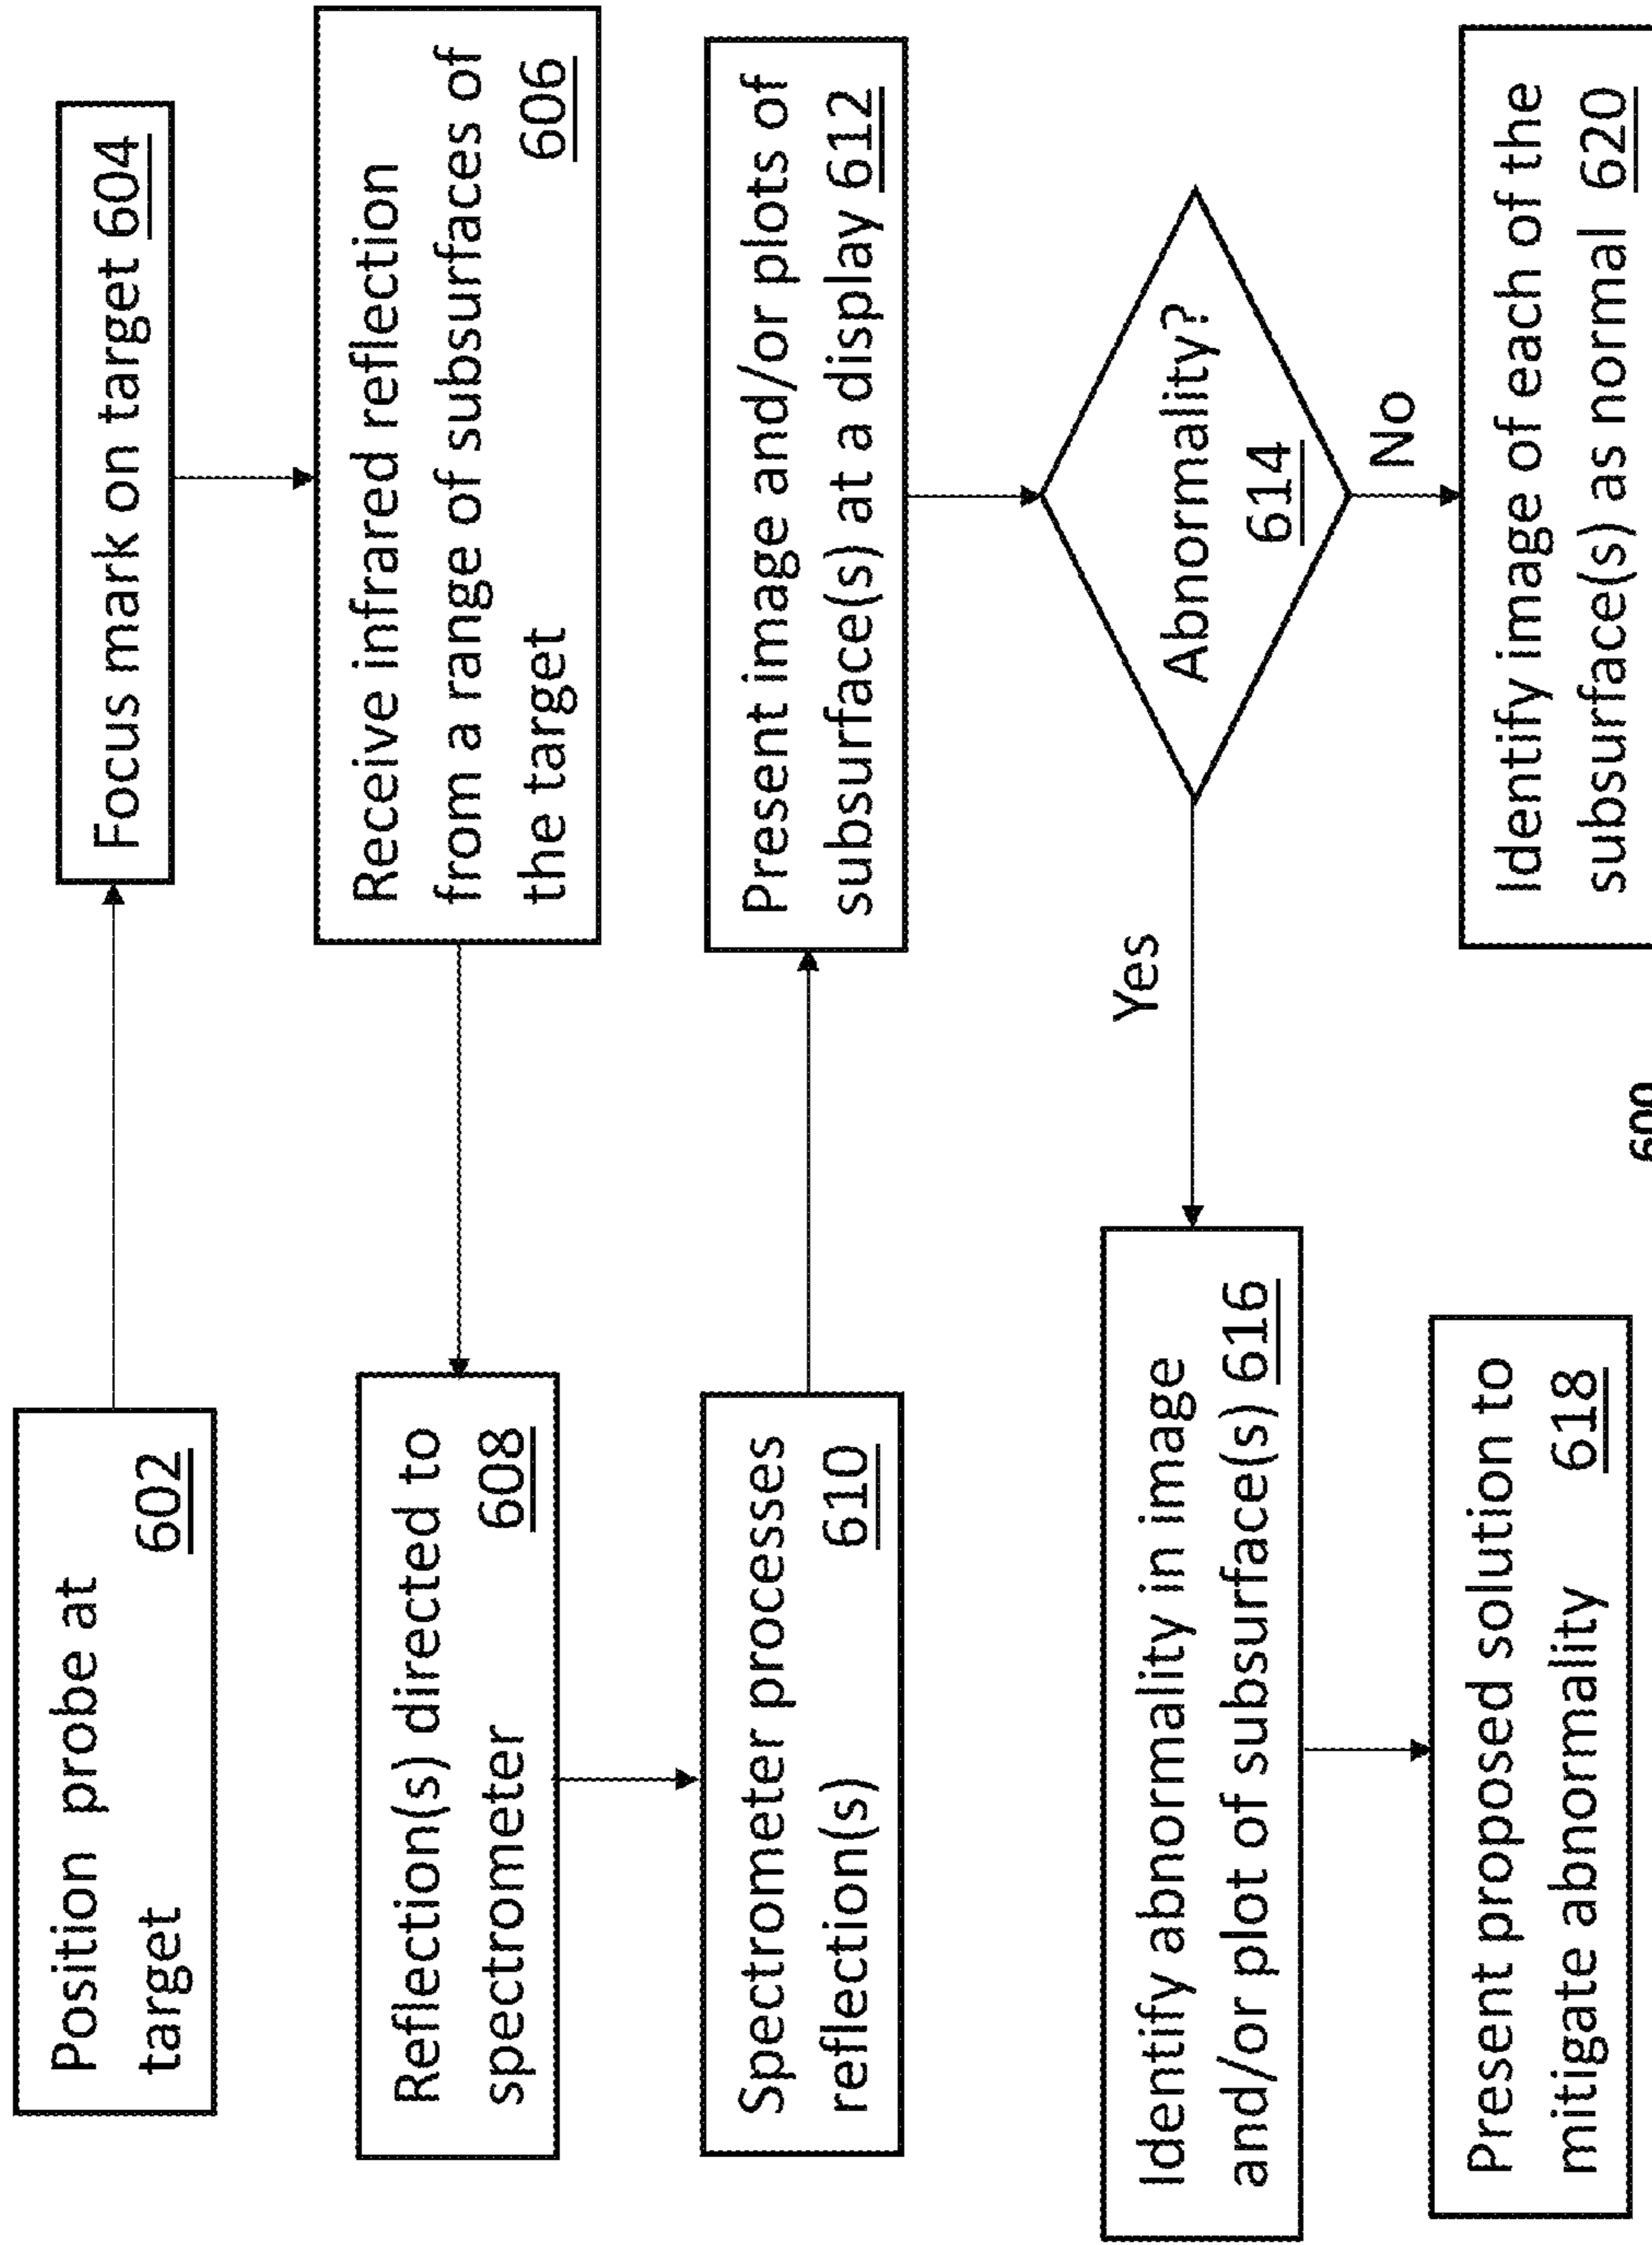 Position probe at
target 602
Focus mark on target 604
Receive infrared reflection
from a range of subsurfaces of
the target 606
Reflection(s) directed to
spectrometer 608
Spectrometer processes
reflection(s) 610
Present image and/or plots of
subsurface(s) at a display 612
Abnormality?
614
Yes
No
Identify abnormality in image
and/or plot of subsurface(s) 616
Present proposed solution to
mitigate abnormality 618
Identify image of each of the
subsurface(s) as normal 620
600